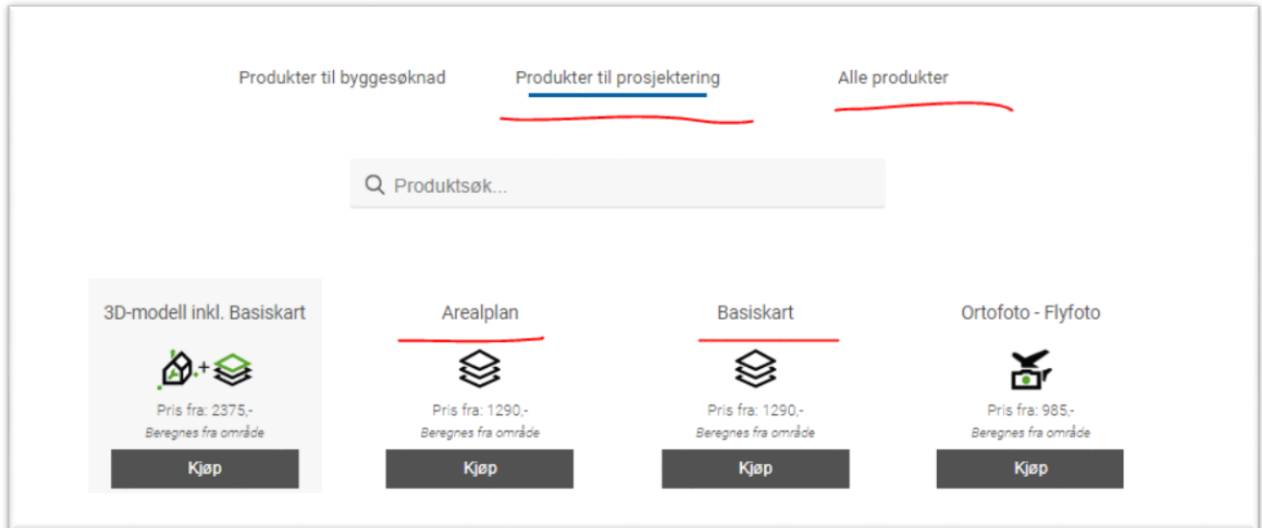 Produkter til byggesøknad Produkter til prosjektering Alle produkter
Produktsøk...
3D-modell inkl. Basiskart Arealplan Basiskart Ortofoto - Flyfoto
Pris fra: 2375,- Pris fra: 1290,- Pris fra: 1290,- Pris fra: 985,-
Beregnes fra område Beregnes fra område Beregnes fra område Beregnes fra område
Kjøp Kjøp Kjøp Kjøp